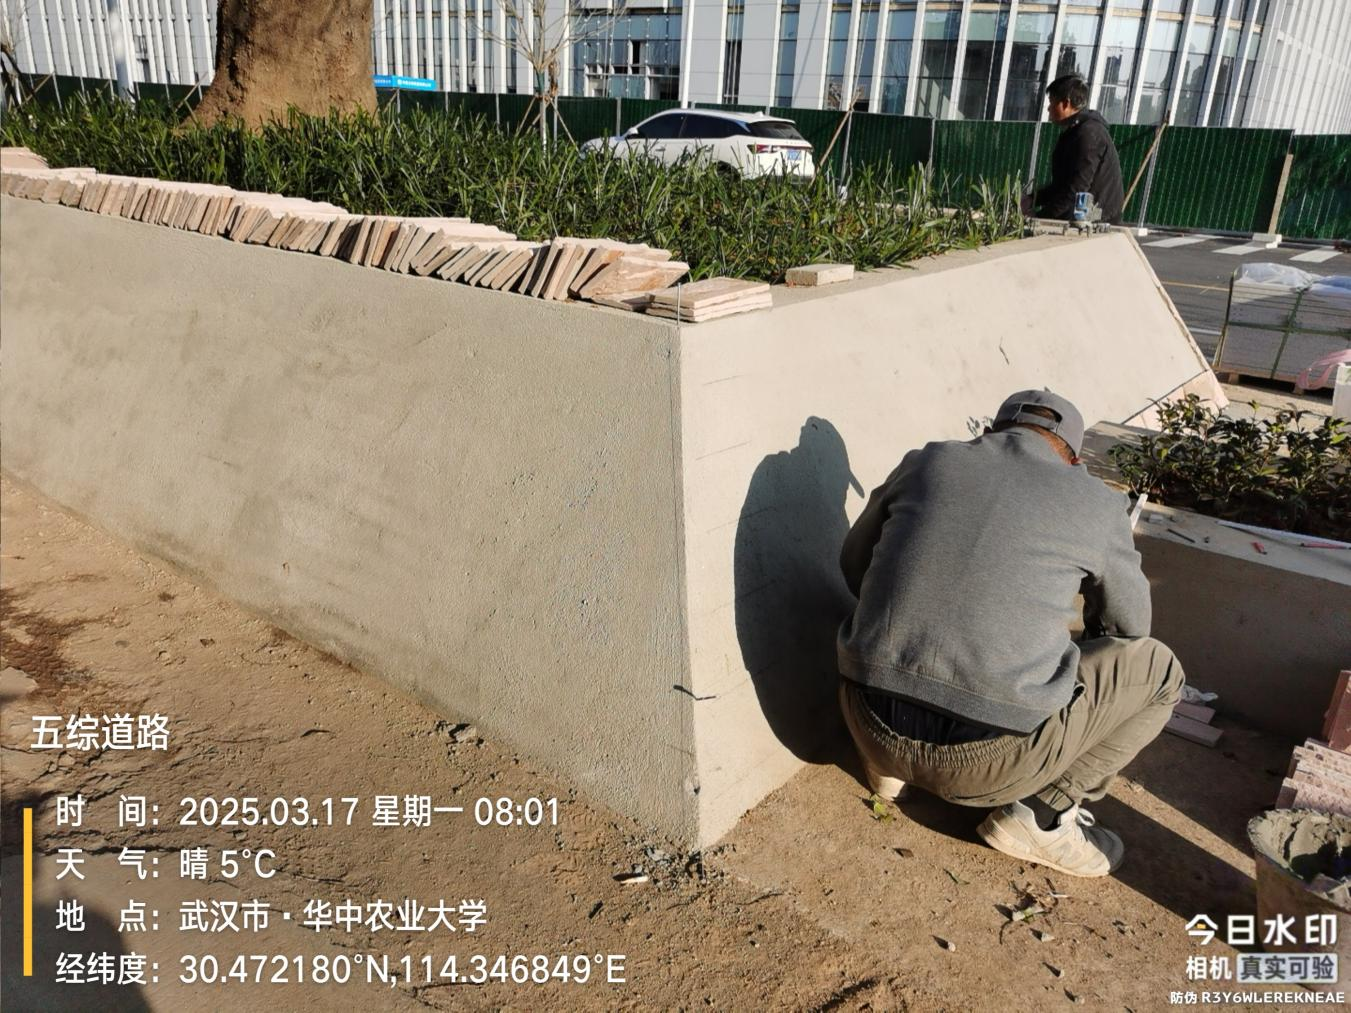 五综道路
时 间：2025.03.17 星期一 08:01
天 气：晴 5°C
地 点：武汉市·华中农业大学
经纬度：30.472180°N,114.346849°E
今日水印
相机 真实可验
防伪 R3Y6WLEREKNEAE